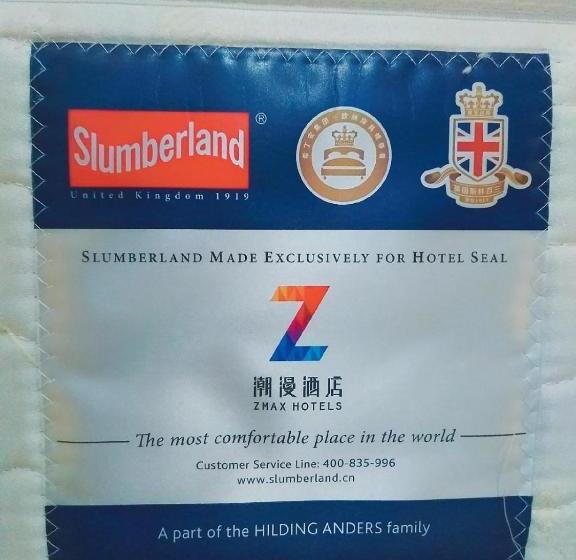 Slumberland®
United Kingdom 1919
SLUMBERLAND MADE EXCLUSIVELY FOR HOTEL SEAL
潮漫酒店
ZMAX HOTELS
The most comfortable place in the world
Customer Service Line: 400-835-996
www.slumberland.cn
A part of the HILDING ANDERS family